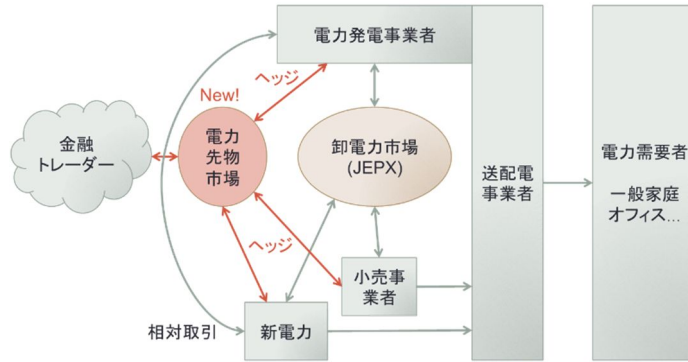 電力発電事業者
ヘッジ
New!
金融
トレーダー
電力
先物
市場
卸電力市場
(JEPX)
送配電
事業者
電力需要者
一般家庭
オフィス...
ヘッジ
小売事
業者
相対取引
新電力